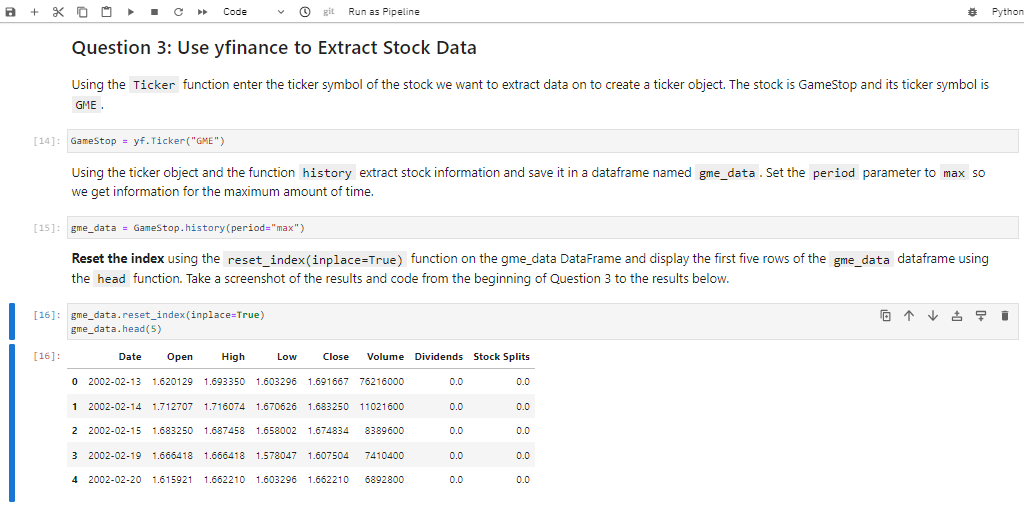 Code git Run as Pipeline Python
Question 3: Use yfinance to Extract Stock Data
Using the Ticker function enter the ticker symbol of the stock we want to extract data on to create a ticker object. The stock is GameStop and its ticker symbol is
GME .
[14]: GameStop = yf.Ticker("GME")
Using the ticker object and the function history extract stock information and save it in a dataframe named gme_data . Set the period parameter to max so
we get information for the maximum amount of time.
[15]: gme_data = GameStop.history(period="max")
Reset the index using the reset_index(inplace=True) function on the gme_data DataFrame and display the first five rows of the gme_data dataframe using
the head function. Take a screenshot of the results and code from the beginning of Question 3 to the results below.
[16]: gme_data.reset_index(inplace=True)
gme_data.head(5)
[16]: Date Open High Low Close Volume Dividends Stock Splits
0 2002-02-13 1.620129 1.693350 1.603296 1.691667 76216000 0.0 0.0
1 2002-02-14 1.712707 1.716074 1.670626 1.683250 11021600 0.0 0.0
2 2002-02-15 1.683250 1.687458 1.658002 1.674834 8389600 0.0 0.0
3 2002-02-19 1.666418 1.666418 1.578047 1.607504 7410400 0.0 0.0
4 2002-02-20 1.615921 1.662210 1.603296 1.662210 6892800 0.0 0.0